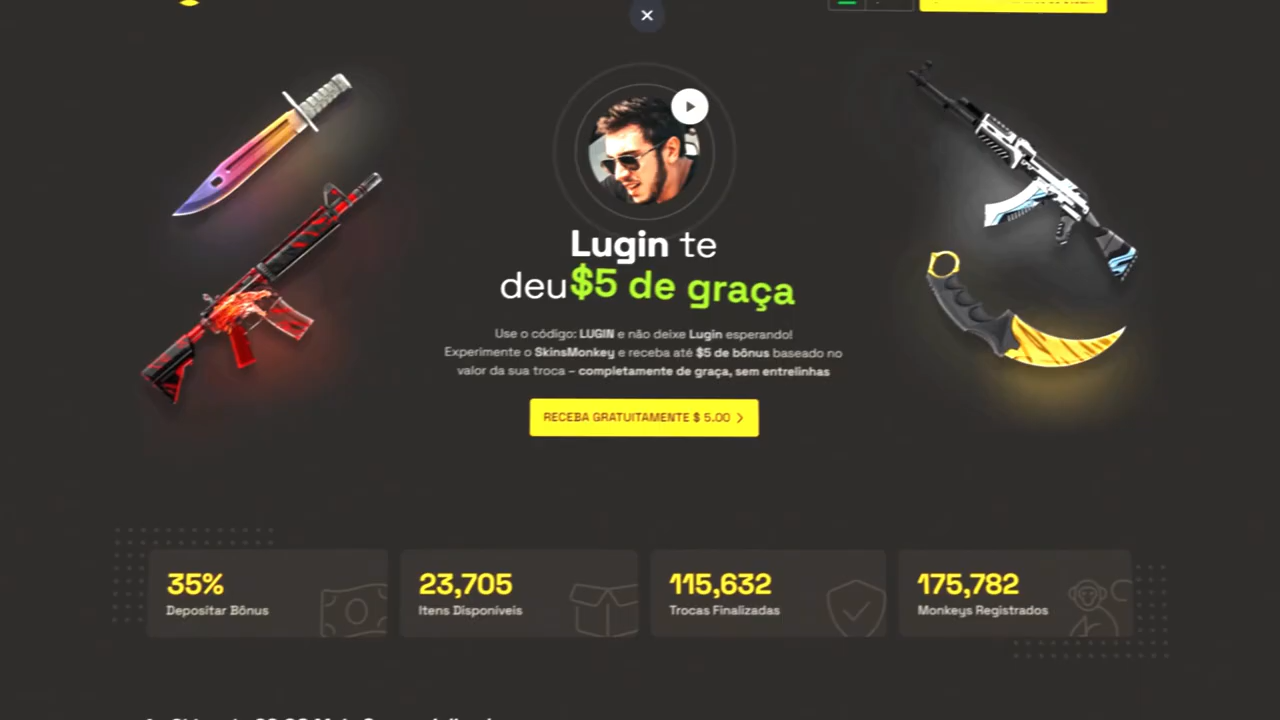 Lugin te
deu$5 de graça
Use o código: LUGIN e não deixe Lugin esperando!
Experimente o SkinsMonkey e receba até $5 de bônus baseado no
valor da sua troca – completamente de graça, sem entrelinhas
RECEBA GRATUITAMENTE $ 5.00
35%
Depositar Bônus
23,705
Itens Disponíveis
115,632
Trocas Finalizadas
175,782
Monkeys Registrados